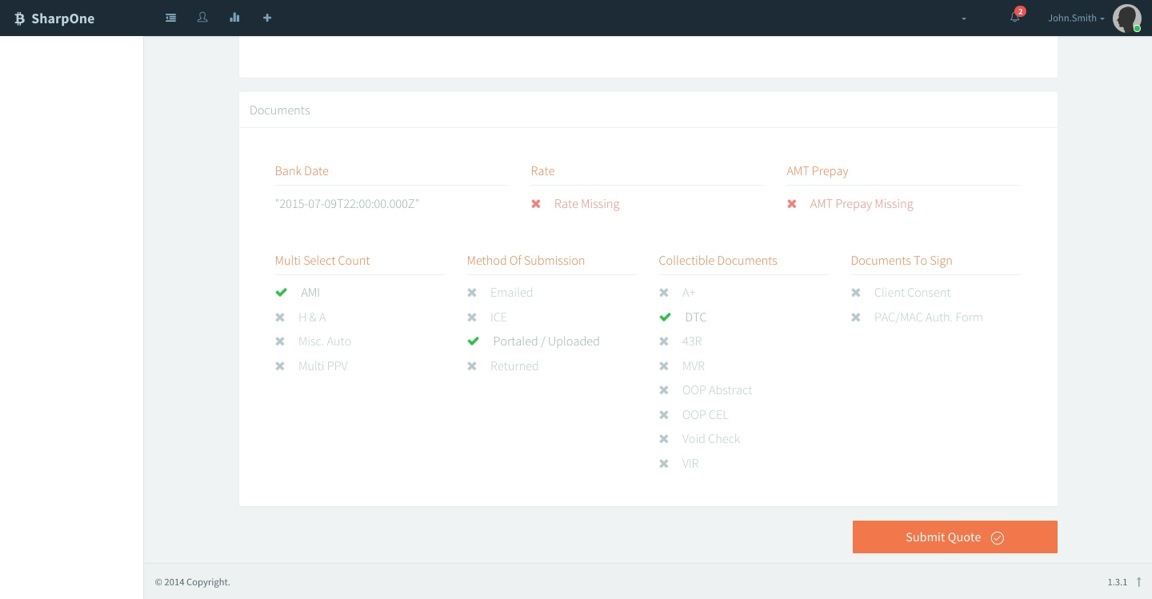 SharpOne
2
John.Smith
Documents
Bank Date
Rate
AMT Prepay
"2015-07-09T22:00:00.000Z"
Rate Missing
AMT Prepay Missing
Multi Select Count
Method Of Submission
Collectible Documents
Documents To Sign
AMI
Emailed
A+
Client Consent
H & A
ICE
DTC
PAC/MAC Auth. Form
Misc. Auto
Portaled / Uploaded
43R
Multi PPV
Returned
MVR
OOP Abstract
OOP CEL
Void Check
VIR
Submit Quote
© 2014 Copyright.
1.3.1